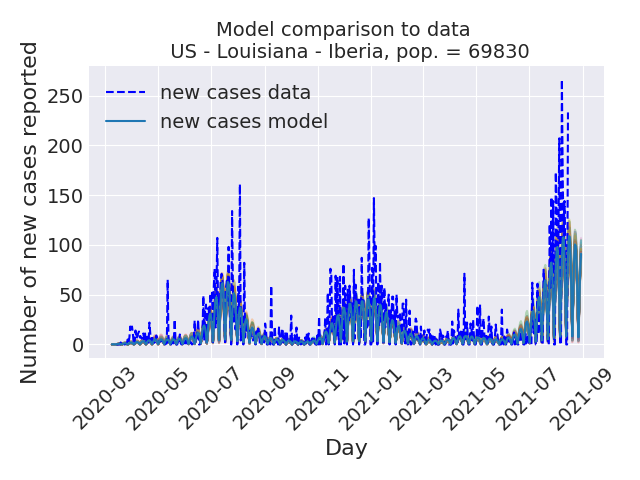 Model comparison to data
US - Louisiana - Iberia, pop. = 69830
Number of new cases reported
250
200
150
100
50
0
new cases data
new cases model
2020-03
2020-05
2020-07
2020-09
2020-11
2021-01
2021-03
2021-05
2021-07
2021-09
Day